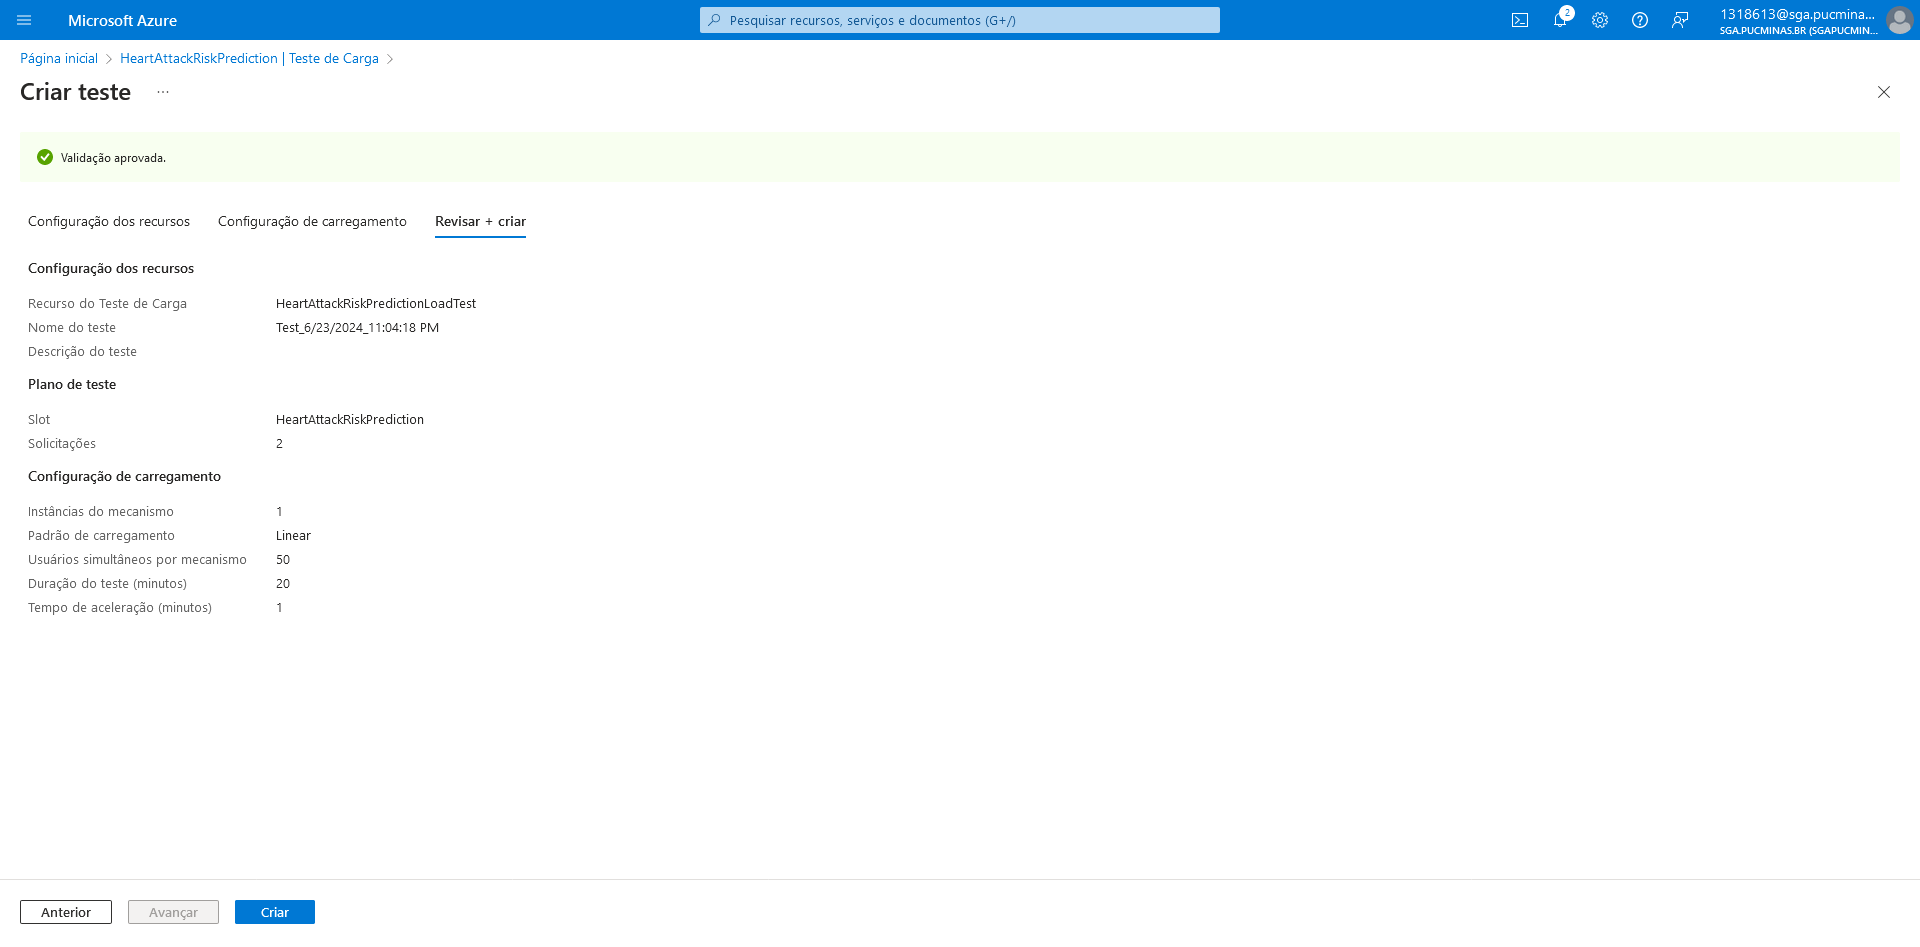 Microsoft Azure
Pesquisar recursos, serviços e documentos (G+/)
2
1318613@sga.pucmina...
SGA.PUCMINAS.BR (SGAPUCMIN...
Página inicial > HeartAttackRiskPrediction | Teste de Carga >
Criar teste ...
Validação aprovada.
Configuração dos recursos Configuração de carregamento Revisar + criar
Configuração dos recursos
Recurso do Teste de Carga HeartAttackRiskPredictionLoadTest
Nome do teste Test_6/23/2024_11:04:18 PM
Descrição do teste
Plano de teste
Slot HeartAttackRiskPrediction
Solicitações 2
Configuração de carregamento
Instâncias do mecanismo 1
Padrão de carregamento Linear
Usuários simultâneos por mecanismo 50
Duração do teste (minutos) 20
Tempo de aceleração (minutos) 1
Anterior Avançar Criar